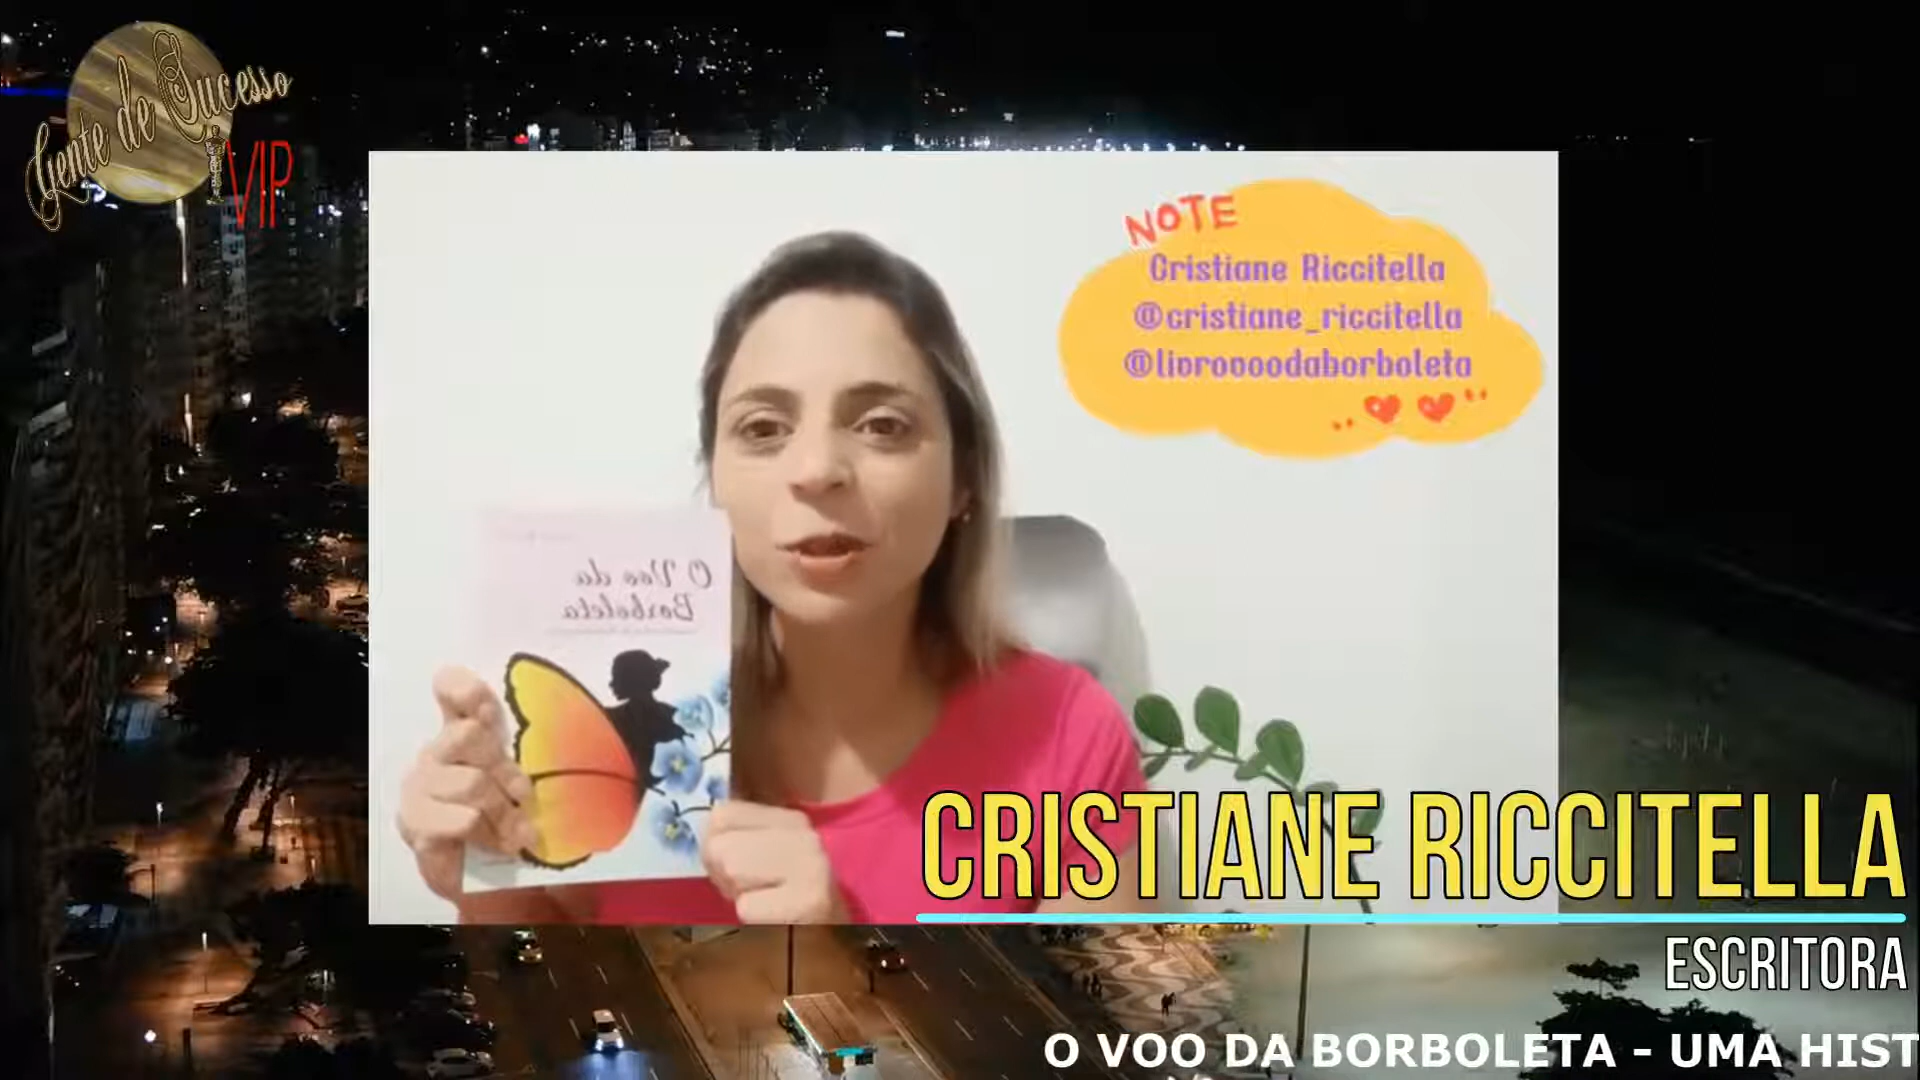 Gente de Sucesso
VIP
NOTE
Cristiane Riccitella
@cristiane_riccitella
@livrovoodaborboleta
O Voo da
Borboleta
CRISTIANE RICCITELLA
ESCRITORA
O VOO DA BORBOLETA - UMA HIST